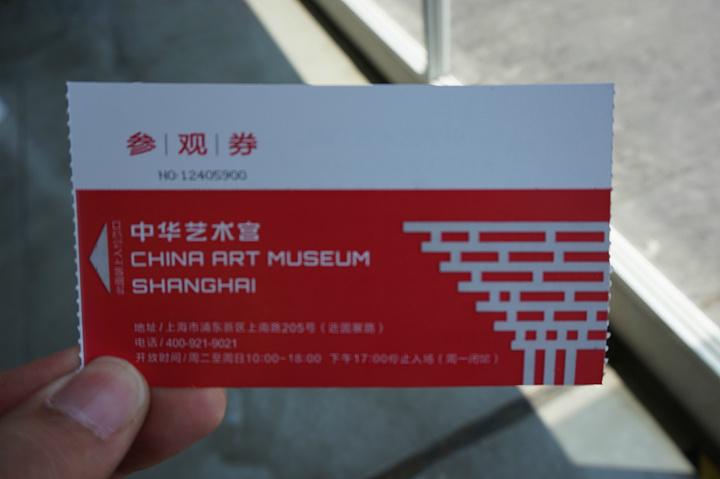 参 | 观 | 券
NO·12405900
中华艺术宫
CHINA ART MUSEUM
SHANGHAI
地址/上海市浦东新区上南路205号（近国展路）
电话/400-921-9021
开放时间/周二至周日10:00~18:00 下午17:00停止入场（周一闭馆）